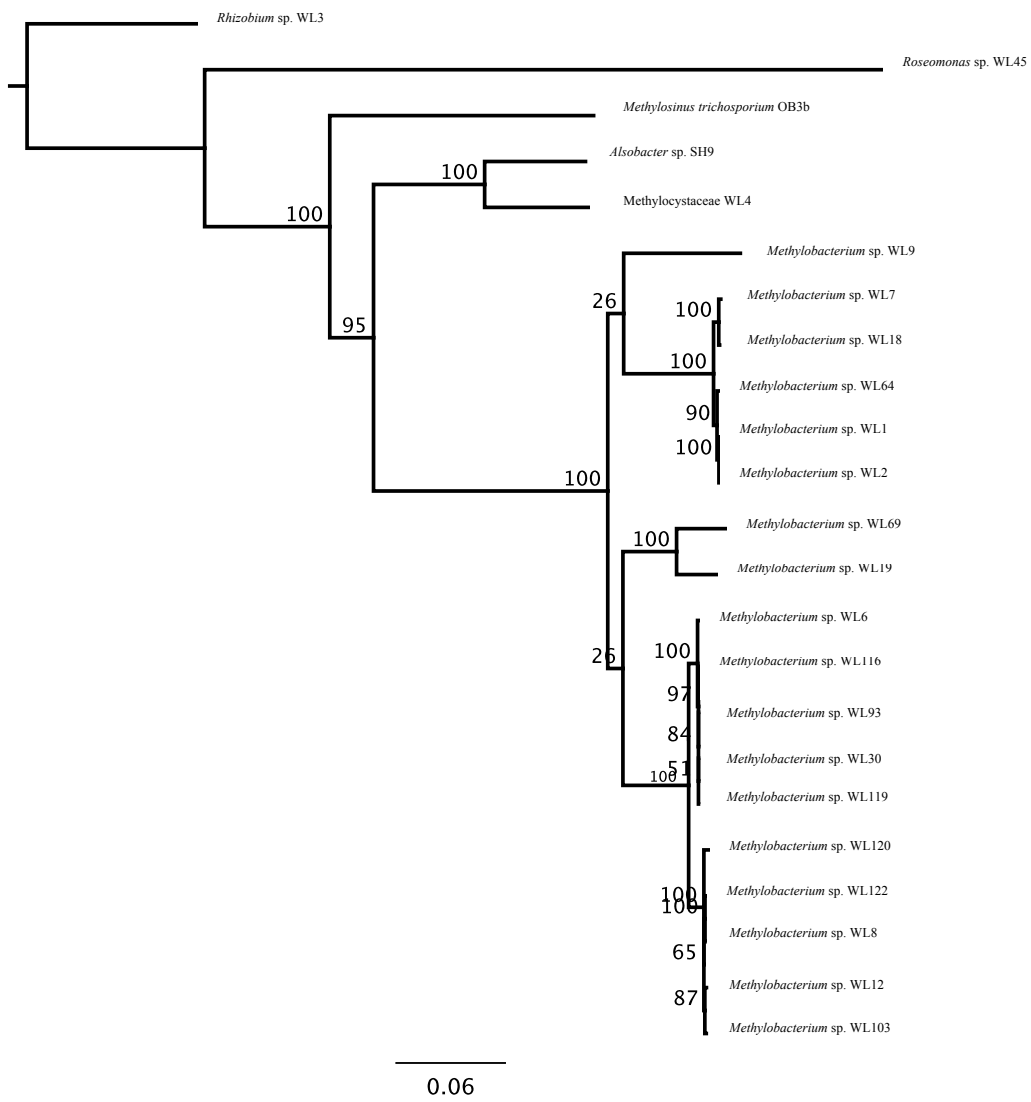 Rhizobium sp. WL3
Roseomonas sp. WL45
Methylosinus trichosporium OB3b
Alsobacter sp. SH9
100
Methylocystaceae WL4
100
Methylobacterium sp. WL9
Methylobacterium sp. WL7
26
100
95
Methylobacterium sp. WL18
100
Methylobacterium sp. WL64
90
Methylobacterium sp. WL1
100
Methylobacterium sp. WL2
100
Methylobacterium sp. WL69
100
Methylobacterium sp. WL19
Methylobacterium sp. WL6
100
26
Methylobacterium sp. WL116
97
Methylobacterium sp. WL93
84
Methylobacterium sp. WL30
51
100
Methylobacterium sp. WL119
Methylobacterium sp. WL120
Methylobacterium sp. WL122
100
100
Methylobacterium sp. WL8
65
Methylobacterium sp. WL12
87
Methylobacterium sp. WL103
0.06